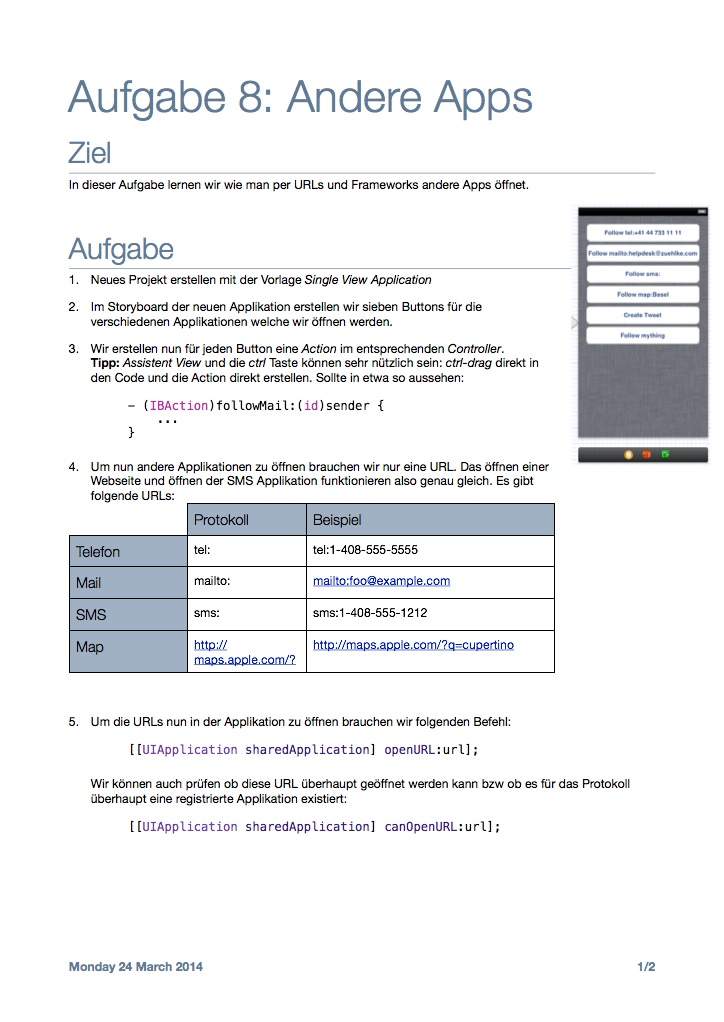 Aufgabe 8: Andere Apps
Ziel
In dieser Aufgabe lernen wir wie man per URLs und Frameworks andere Apps öffnet.
Aufgabe
1. Neues Projekt erstellen mit der Vorlage Single View Application
2. Im Storyboard der neuen Applikation erstellen wir sieben Buttons für die
verschiedenen Applikationen welche wir öffnen werden.
3. Wir erstellen nun für jeden Button eine Action im entsprechenden Controller.
Tipp: Assistent View und die ctrl Taste können sehr nützlich sein: ctrl-drag direkt in
den Code und die Action direkt erstellen. Sollte in etwa so aussehen:
– (IBAction)followMail:(id)sender {
...
}
Follow tel:+41 44 733 11 11
Follow mailto:helpdesk@zuehlke.com
Follow sms:
Follow map:Basel
Create Tweet
Follow mything
4. Um nun andere Applikationen zu öffnen brauchen wir nur eine URL. Das öffnen einer
Webseite und öffnen der SMS Applikation funktionieren also genau gleich. Es gibt
folgende URLs:
Protokoll Beispiel
Telefon tel: tel:1-408-555-5555
Mail mailto: mailto:foo@example.com
SMS sms: sms:1-408-555-1212
Map http:// http://maps.apple.com/?q=cupertino
maps.apple.com/?
5. Um die URLs nun in der Applikation zu öffnen brauchen wir folgenden Befehl:
[[UIApplication sharedApplication] openURL:url];
Wir können auch prüfen ob diese URL überhaupt geöffnet werden kann bzw ob es für das Protokoll
überhaupt eine registrierte Applikation existiert:
[[UIApplication sharedApplication] canOpenURL:url];
Monday 24 March 2014 1/2